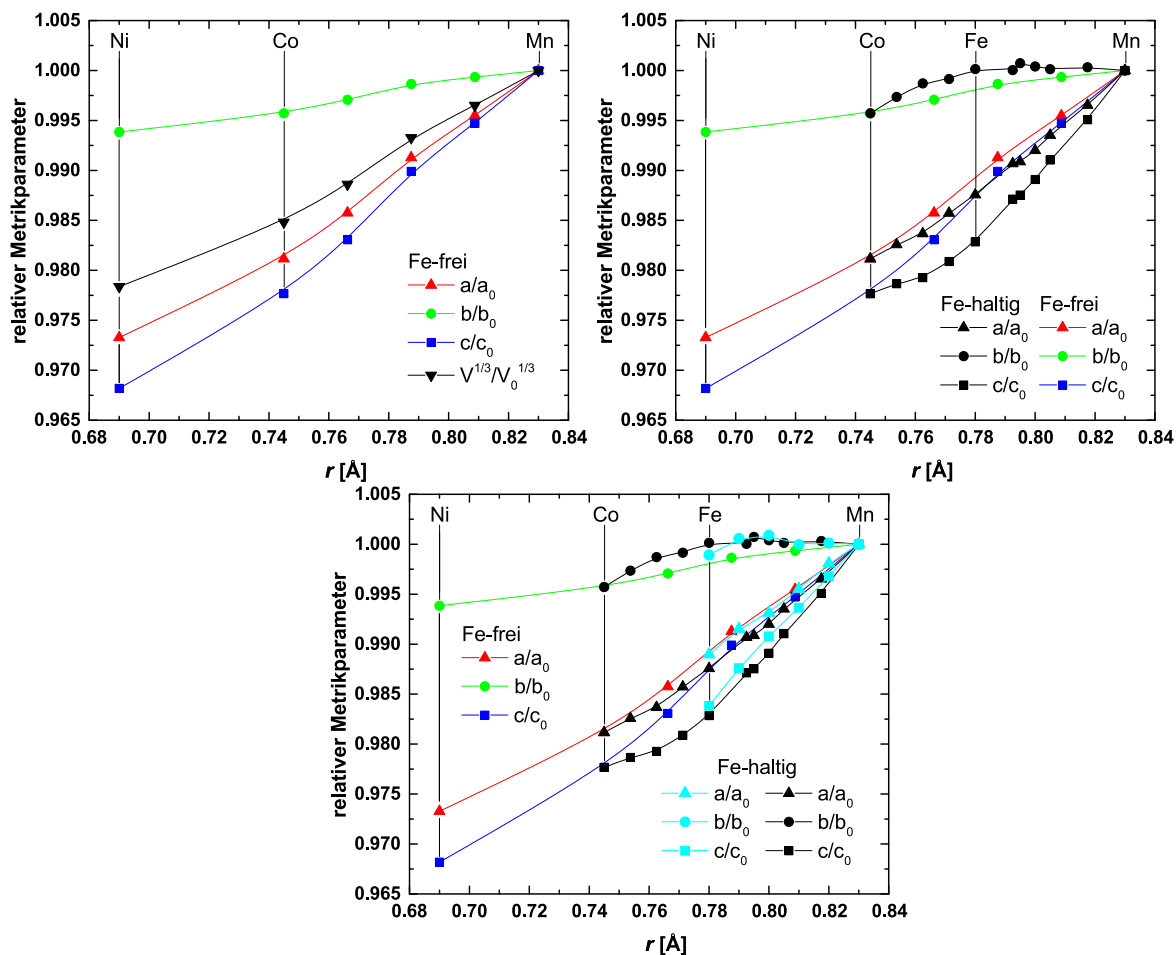 1.005
Ni Co Mn
1.000
0.995
0.990
0.985
0.980
0.975
0.970
0.965
relativer Metrikparameter
Fe-frei
a/a0
b/b0
c/c0
V1/3/V01/3
0.68 0.70 0.72 0.74 0.76 0.78 0.80 0.82 0.84
r [Å]
1.005
Ni Co Fe Mn
1.000
0.995
0.990
0.985
0.980
0.975
0.970
0.965
relativer Metrikparameter
Fe-haltig Fe-frei
a/a0 a/a0
b/b0 b/b0
c/c0 c/c0
0.68 0.70 0.72 0.74 0.76 0.78 0.80 0.82 0.84
r [Å]
1.005
Ni Co Fe Mn
1.000
0.995
0.990
0.985
0.980
0.975
0.970
0.965
relativer Metrikparameter
Fe-frei
a/a0
b/b0
c/c0
Fe-haltig
a/a0 a/a0
b/b0 b/b0
c/c0 c/c0
0.68 0.70 0.72 0.74 0.76 0.78 0.80 0.82 0.84
r [Å]